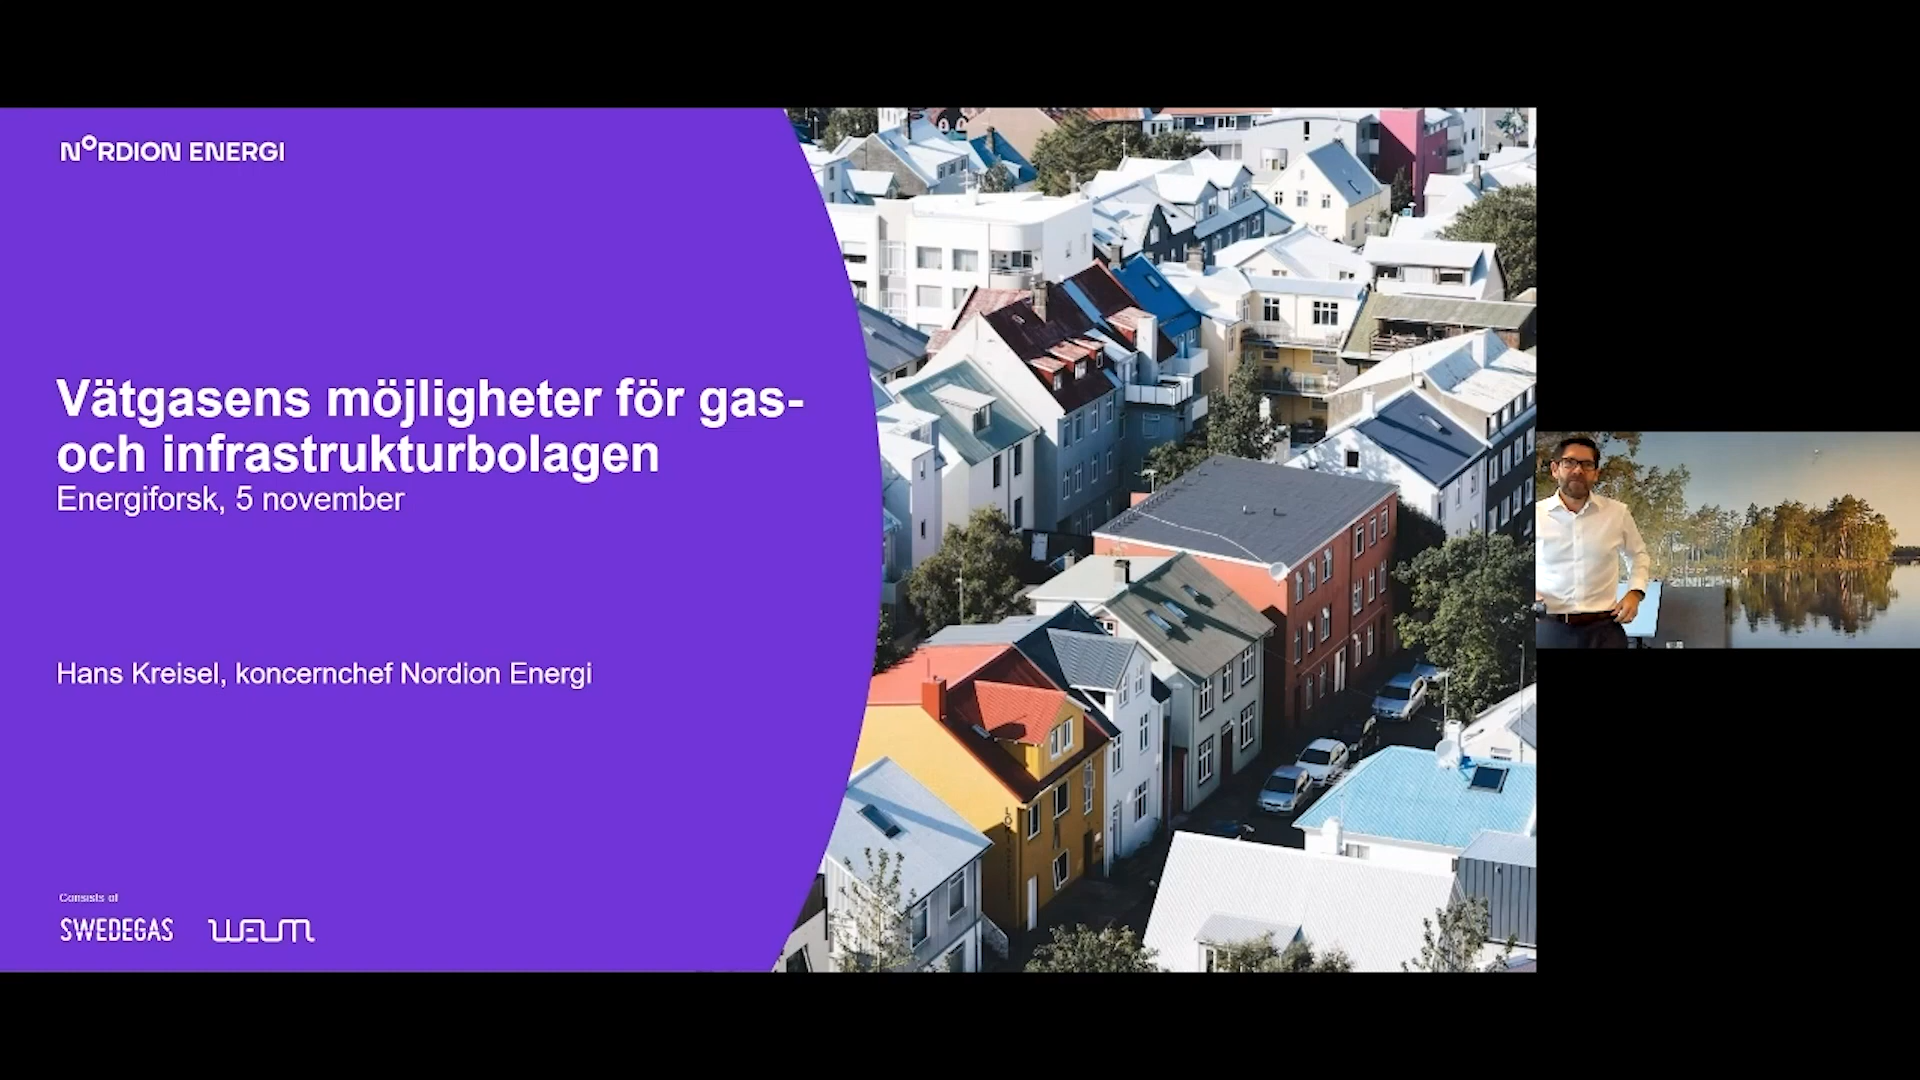 NORDION ENERGI
Vätgasens möjligheter för gas-
och infrastrukturbolagen
Energiforsk, 5 november
Hans Kreisel, koncernchef Nordion Energi
Consists of
SWEDEGAS WEUM